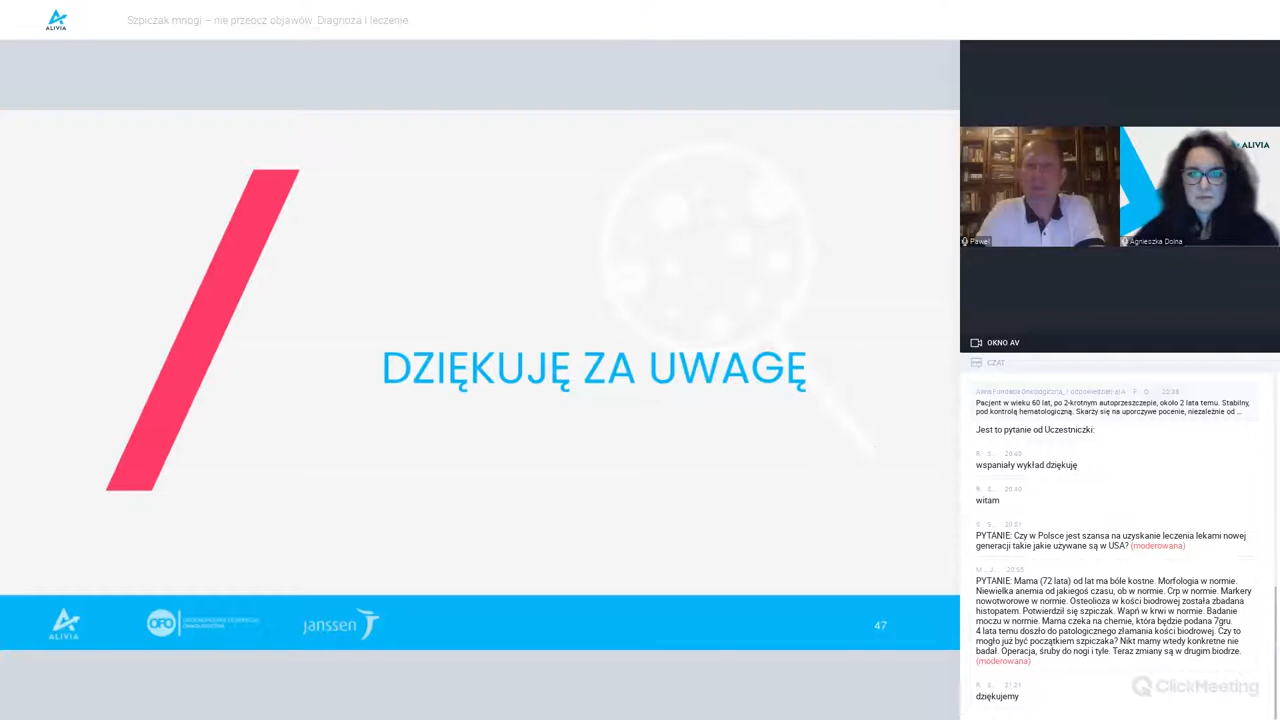 ALIVIA
Szpiczak mnogi – nie przeocz objawów. Diagnoza i leczenie.
DZIĘKUJĘ ZA UWAGĘ
ALIVIA
OFO
janssen
47
ALIVIA
Paweł
Agnieszka Dolna
OKNO AV
CZAT
20:38
Pacjent w wieku 60 lat, po 2-krotnym autoprzeszczepie, około 2 lata temu. Stabilny,
pod kontrolą hematologiczną. Skarży się na uporczywe pocenie, niezależnie od ...
Jest to pytanie od Uczestniczki:
R S... 20:40
wspaniały wykład dziękuję
R S... 20:40
witam
S S... 20:51
PYTANIE: Czy w Polsce jest szansa na uzyskanie leczenia lekami nowej
generacji takie jakie używane są w USA? (moderowana)
M... J... 20:55
PYTANIE: Mama (72 lata) od lat ma bóle kostne. Morfologia w normie.
Niewielka anemia od jakiegoś czasu, ob w normie. Crp w normie. Markery
nowotworowe w normie. Osteolioza w kości biodrowej została zbadana
histopatem. Potwierdził się szpiczak. Wapń w krwi w normie. Badanie
moczu w normie. Mama czeka na chemie, która będzie podana 7gru.
4 lata temu doszło do patologicznego złamania kości biodrowej. Czy to
mogło już być początkiem szpiczaka? Nikt mamy wtedy konkretne nie
badał. Operacja, śruby do nogi i tyle. Teraz zmiany są w drugim biodrze.
(moderowana)
R S... 21:21
dziękujemy
ClickMeeting